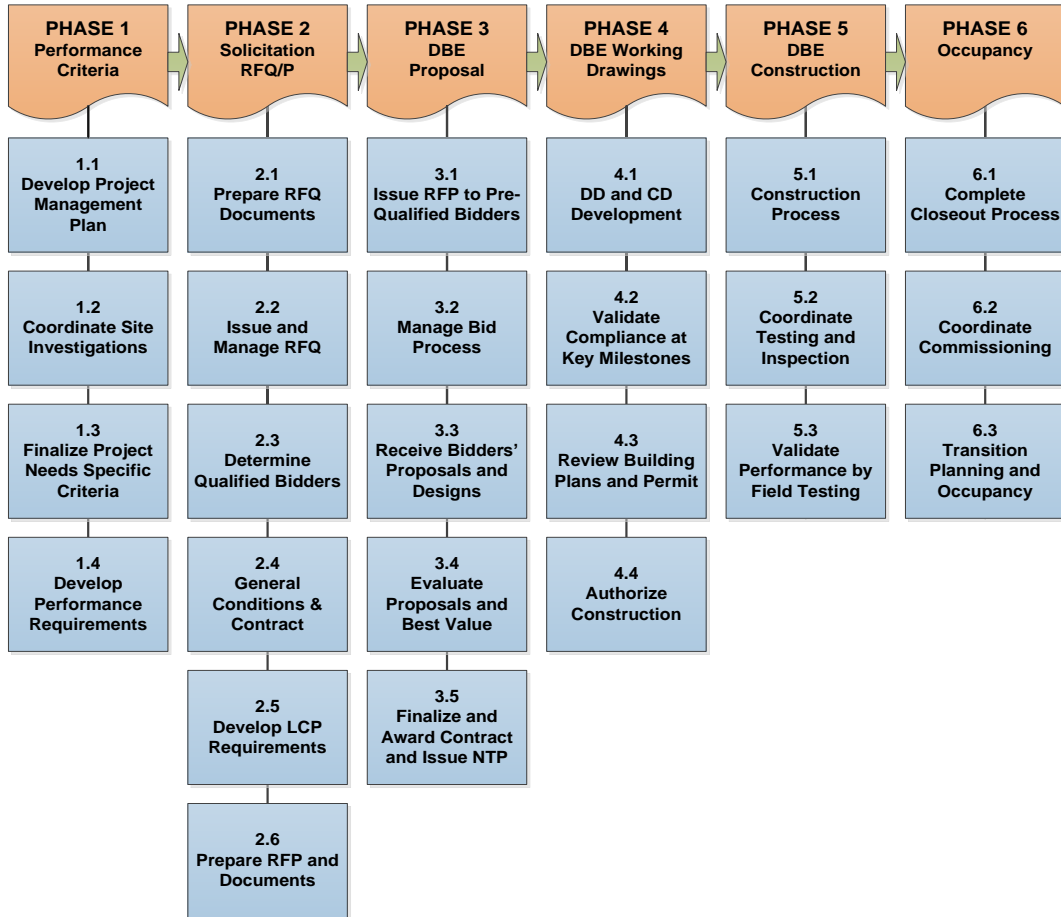 PHASE 1
Performance
Criteria
PHASE 2
Solicitation
RFQ/P
PHASE 3
DBE
Proposal
PHASE 4
DBE Working
Drawings
PHASE 5
DBE
Construction
PHASE 6
Occupancy
1.1
Develop Project
Management
Plan
1.2
Coordinate Site
Investigations
1.3
Finalize Project
Needs Specific
Criteria
1.4
Develop
Performance
Requirements
2.1
Prepare RFQ
Documents
2.2
Issue and
Manage RFQ
2.3
Determine
Qualified Bidders
2.4
General
Conditions &
Contract
2.5
Develop LCP
Requirements
2.6
Prepare RFP and
Documents
3.1
Issue RFP to Pre-
Qualified Bidders
3.2
Manage Bid
Process
3.3
Receive Bidders’
Proposals and
Designs
3.4
Evaluate
Proposals and
Best Value
3.5
Finalize and
Award Contract
and Issue NTP
4.1
DD and CD
Development
4.2
Validate
Compliance at
Key Milestones
4.3
Review Building
Plans and Permit
4.4
Authorize
Construction
5.1
Construction
Process
5.2
Coordinate
Testing and
Inspection
5.3
Validate
Performance by
Field Testing
6.1
Complete
Closeout Process
6.2
Coordinate
Commissioning
6.3
Transition
Planning and
Occupancy